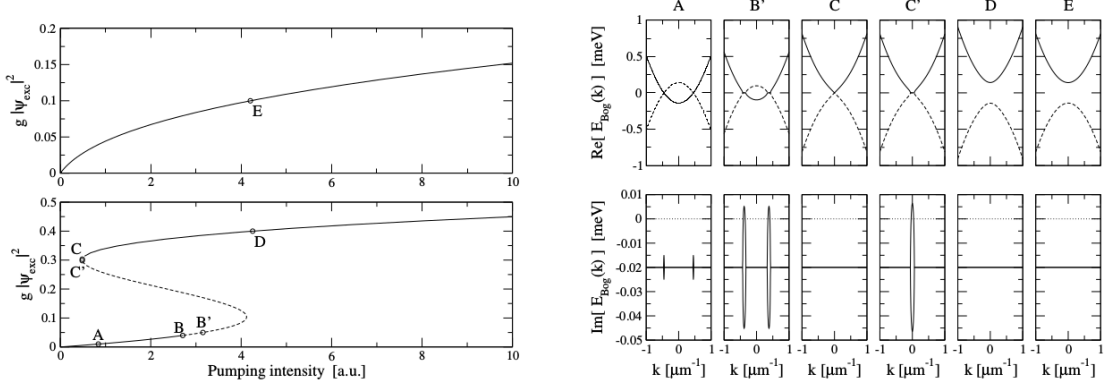 0.2
0.15
0.1
0.05
0
g |ψexc|²
E
0 2 4 6 8 10
0.5
0.4
0.3
0.2
0.1
0
g |ψexc|²
C
C’
D
A
B
B’
0 2 4 6 8 10
Pumping intensity [a.u.]
A B’ C C’ D E
1
0.5
0
-0.5
-1
Re[ EBog(k) ] [meV]
0.01
0
-0.01
-0.02
-0.03
-0.04
-0.05
Im[ EBog(k) ] [meV]
-1 0 1 -1 0 1 -1 0 1 -1 0 1 -1 0 1 -1 0 1
k [μm⁻¹] k [μm⁻¹] k [μm⁻¹] k [μm⁻¹] k [μm⁻¹] k [μm⁻¹]